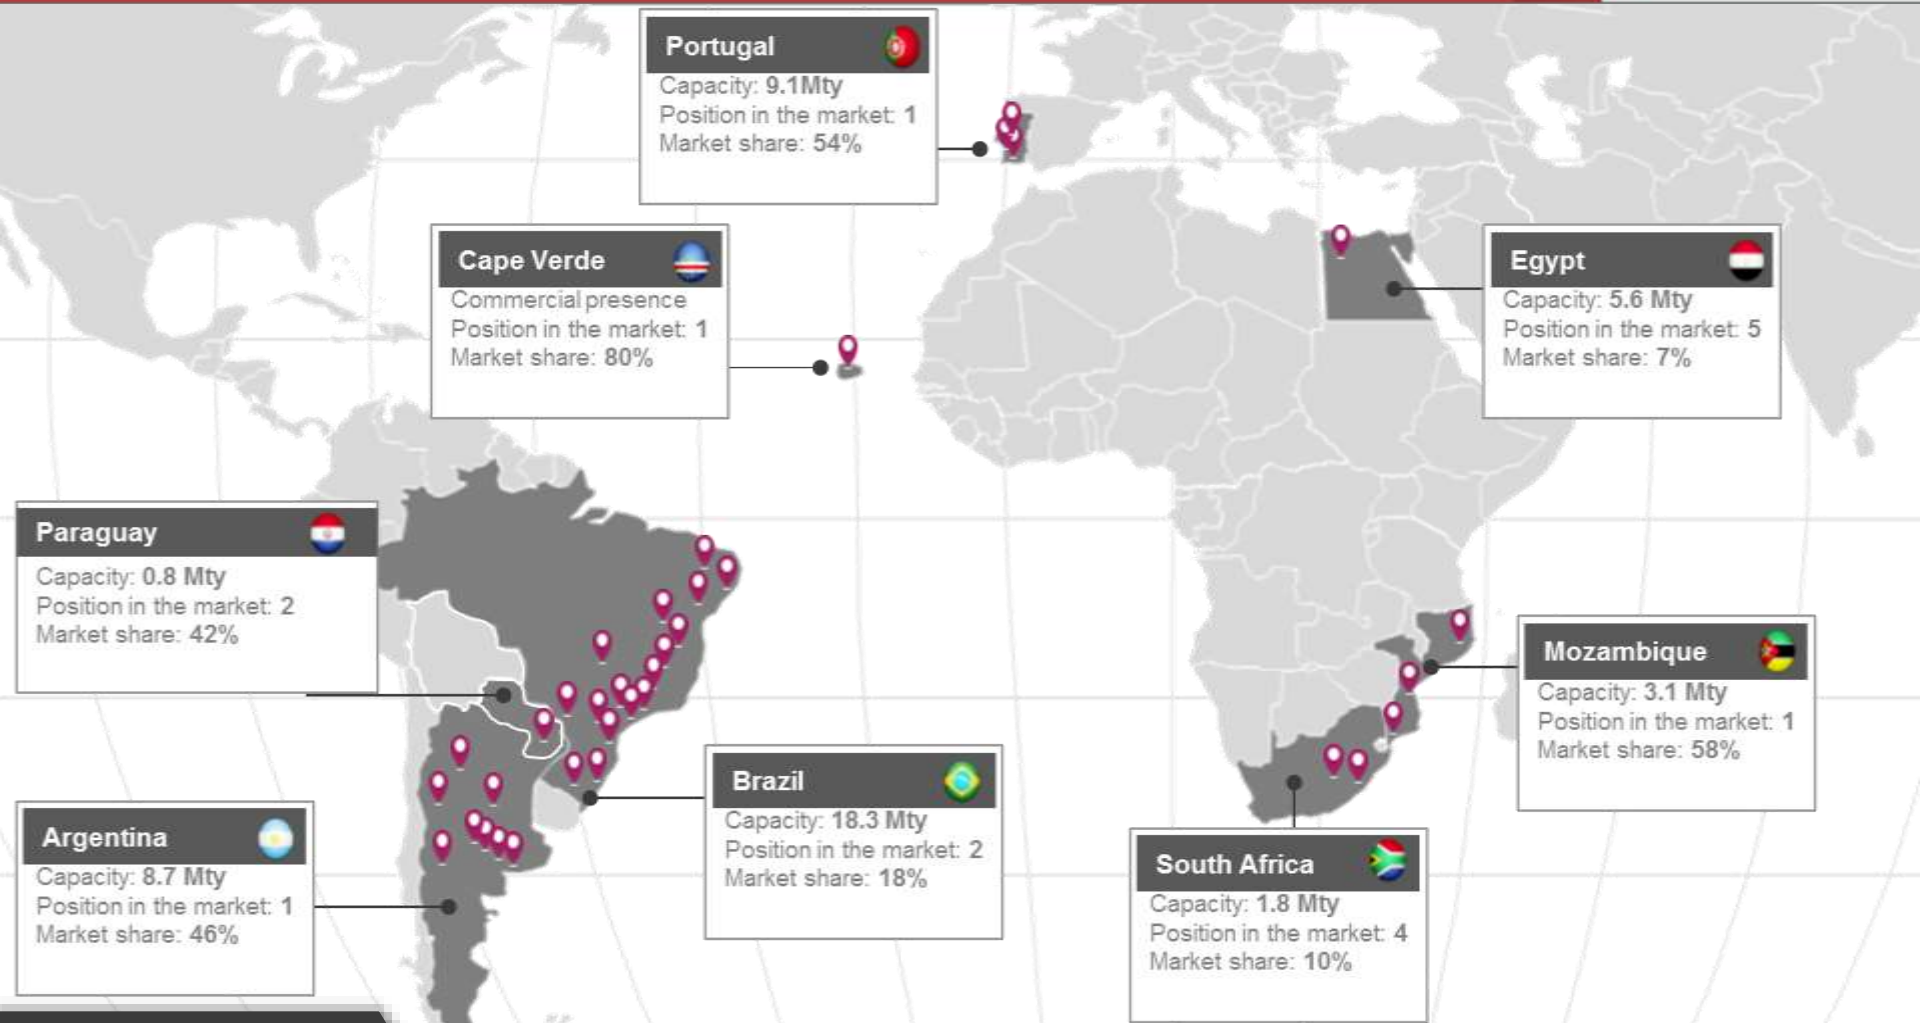 Portugal
Capacity: 9.1Mty
Position in the market: 1
Market share: 54%
Cape Verde
Commercial presence
Position in the market: 1
Market share: 80%
Egypt
Capacity: 5.6 Mty
Position in the market: 5
Market share: 7%
Paraguay
Capacity: 0.8 Mty
Position in the market: 2
Market share: 42%
Mozambique
Capacity: 3.1 Mty
Position in the market: 1
Market share: 58%
Brazil
Capacity: 18.3 Mty
Position in the market: 2
Market share: 18%
Argentina
Capacity: 8.7 Mty
Position in the market: 1
Market share: 46%
South Africa
Capacity: 1.8 Mty
Position in the market: 4
Market share: 10%